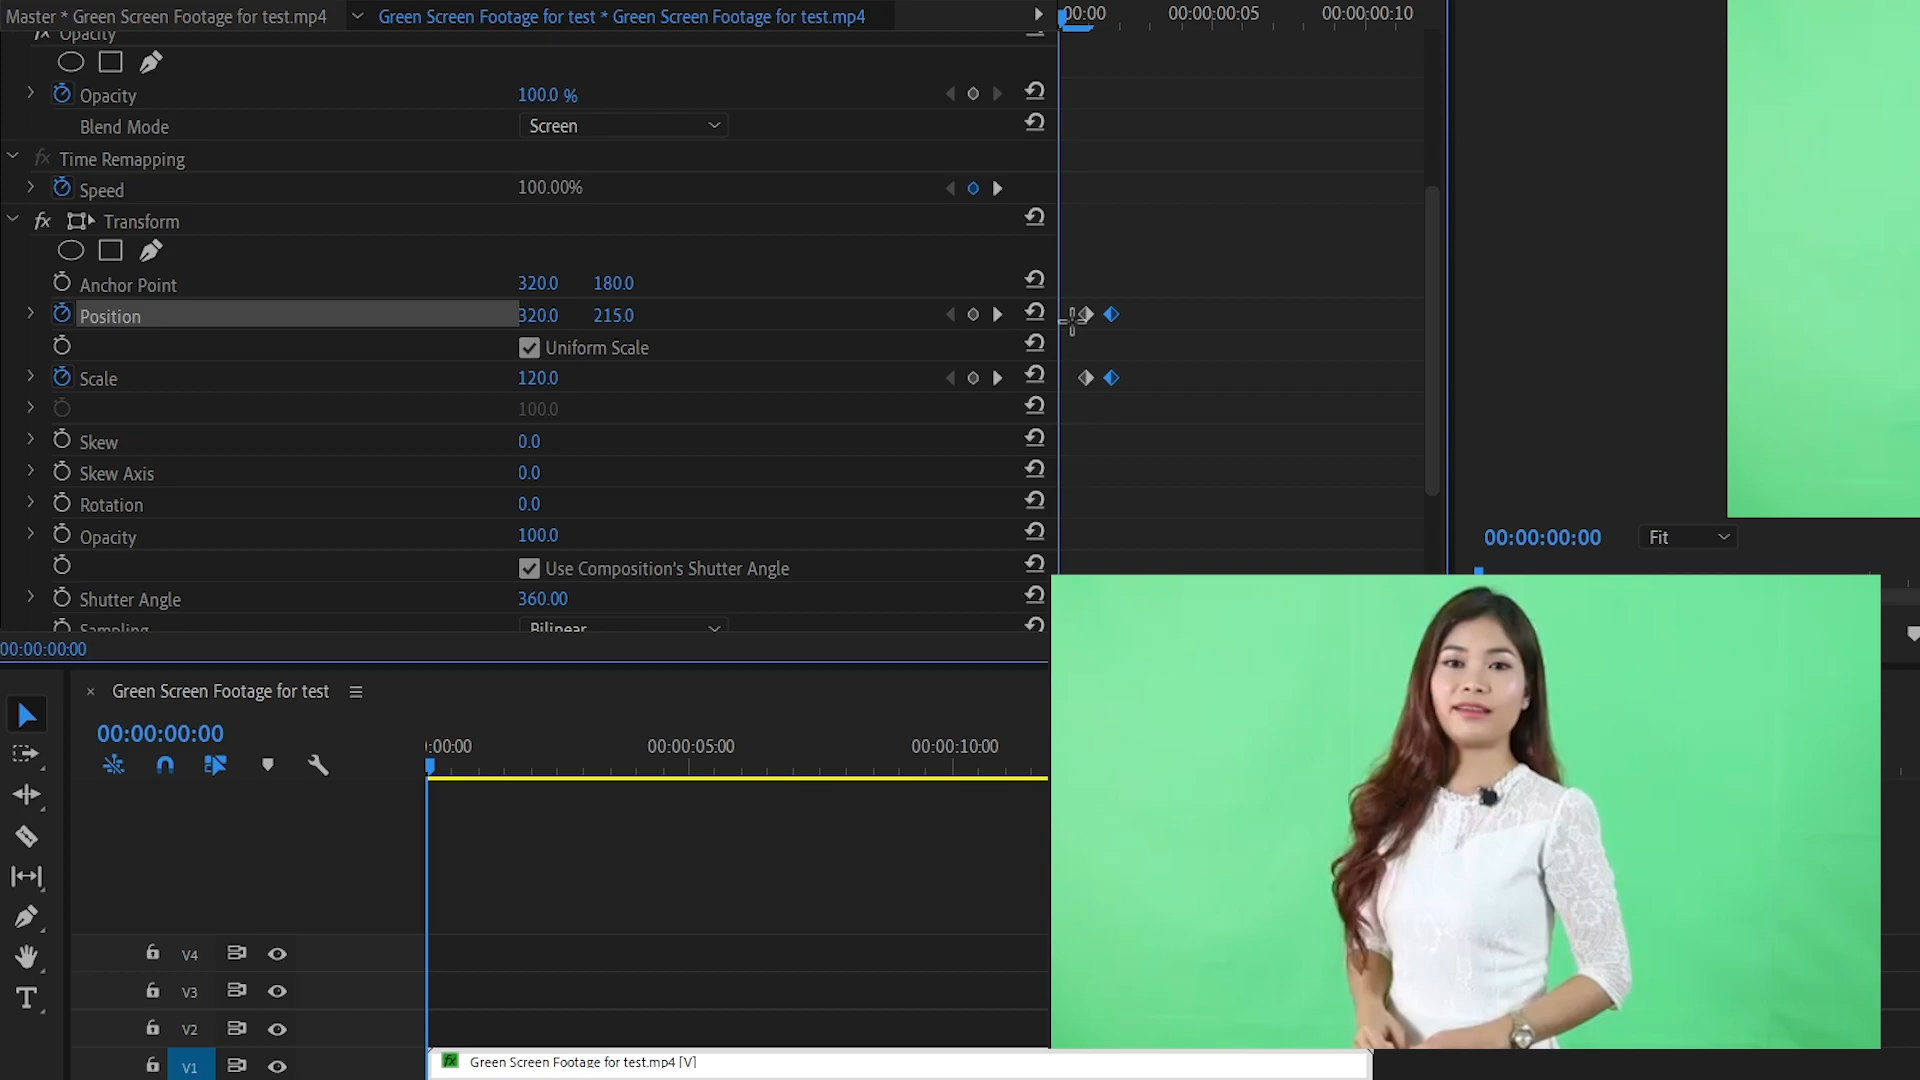 Master * Green Screen Footage for test.mp4
Green Screen Footage for test * Green Screen Footage for test.mp4
:00:00
00:00:00:05
00:00:00:10
fx Opacity
Opacity
100.0 %
Blend Mode
Screen
fx Time Remapping
Speed
100.00%
fx Transform
Anchor Point
320.0 180.0
Position
320.0 215.0
Uniform Scale
Scale
120.0
100.0
Skew
0.0
Skew Axis
0.0
Rotation
0.0
Opacity
100.0
Use Composition's Shutter Angle
Shutter Angle
360.00
Sampling
Bilinear
00:00:00:00
00:00:00:00
Fit
× Green Screen Footage for test
00:00:00:00
:00:00
00:00:05:00
00:00:10:00
V4
V3
V2
V1
fx Green Screen Footage for test.mp4 [V]
T